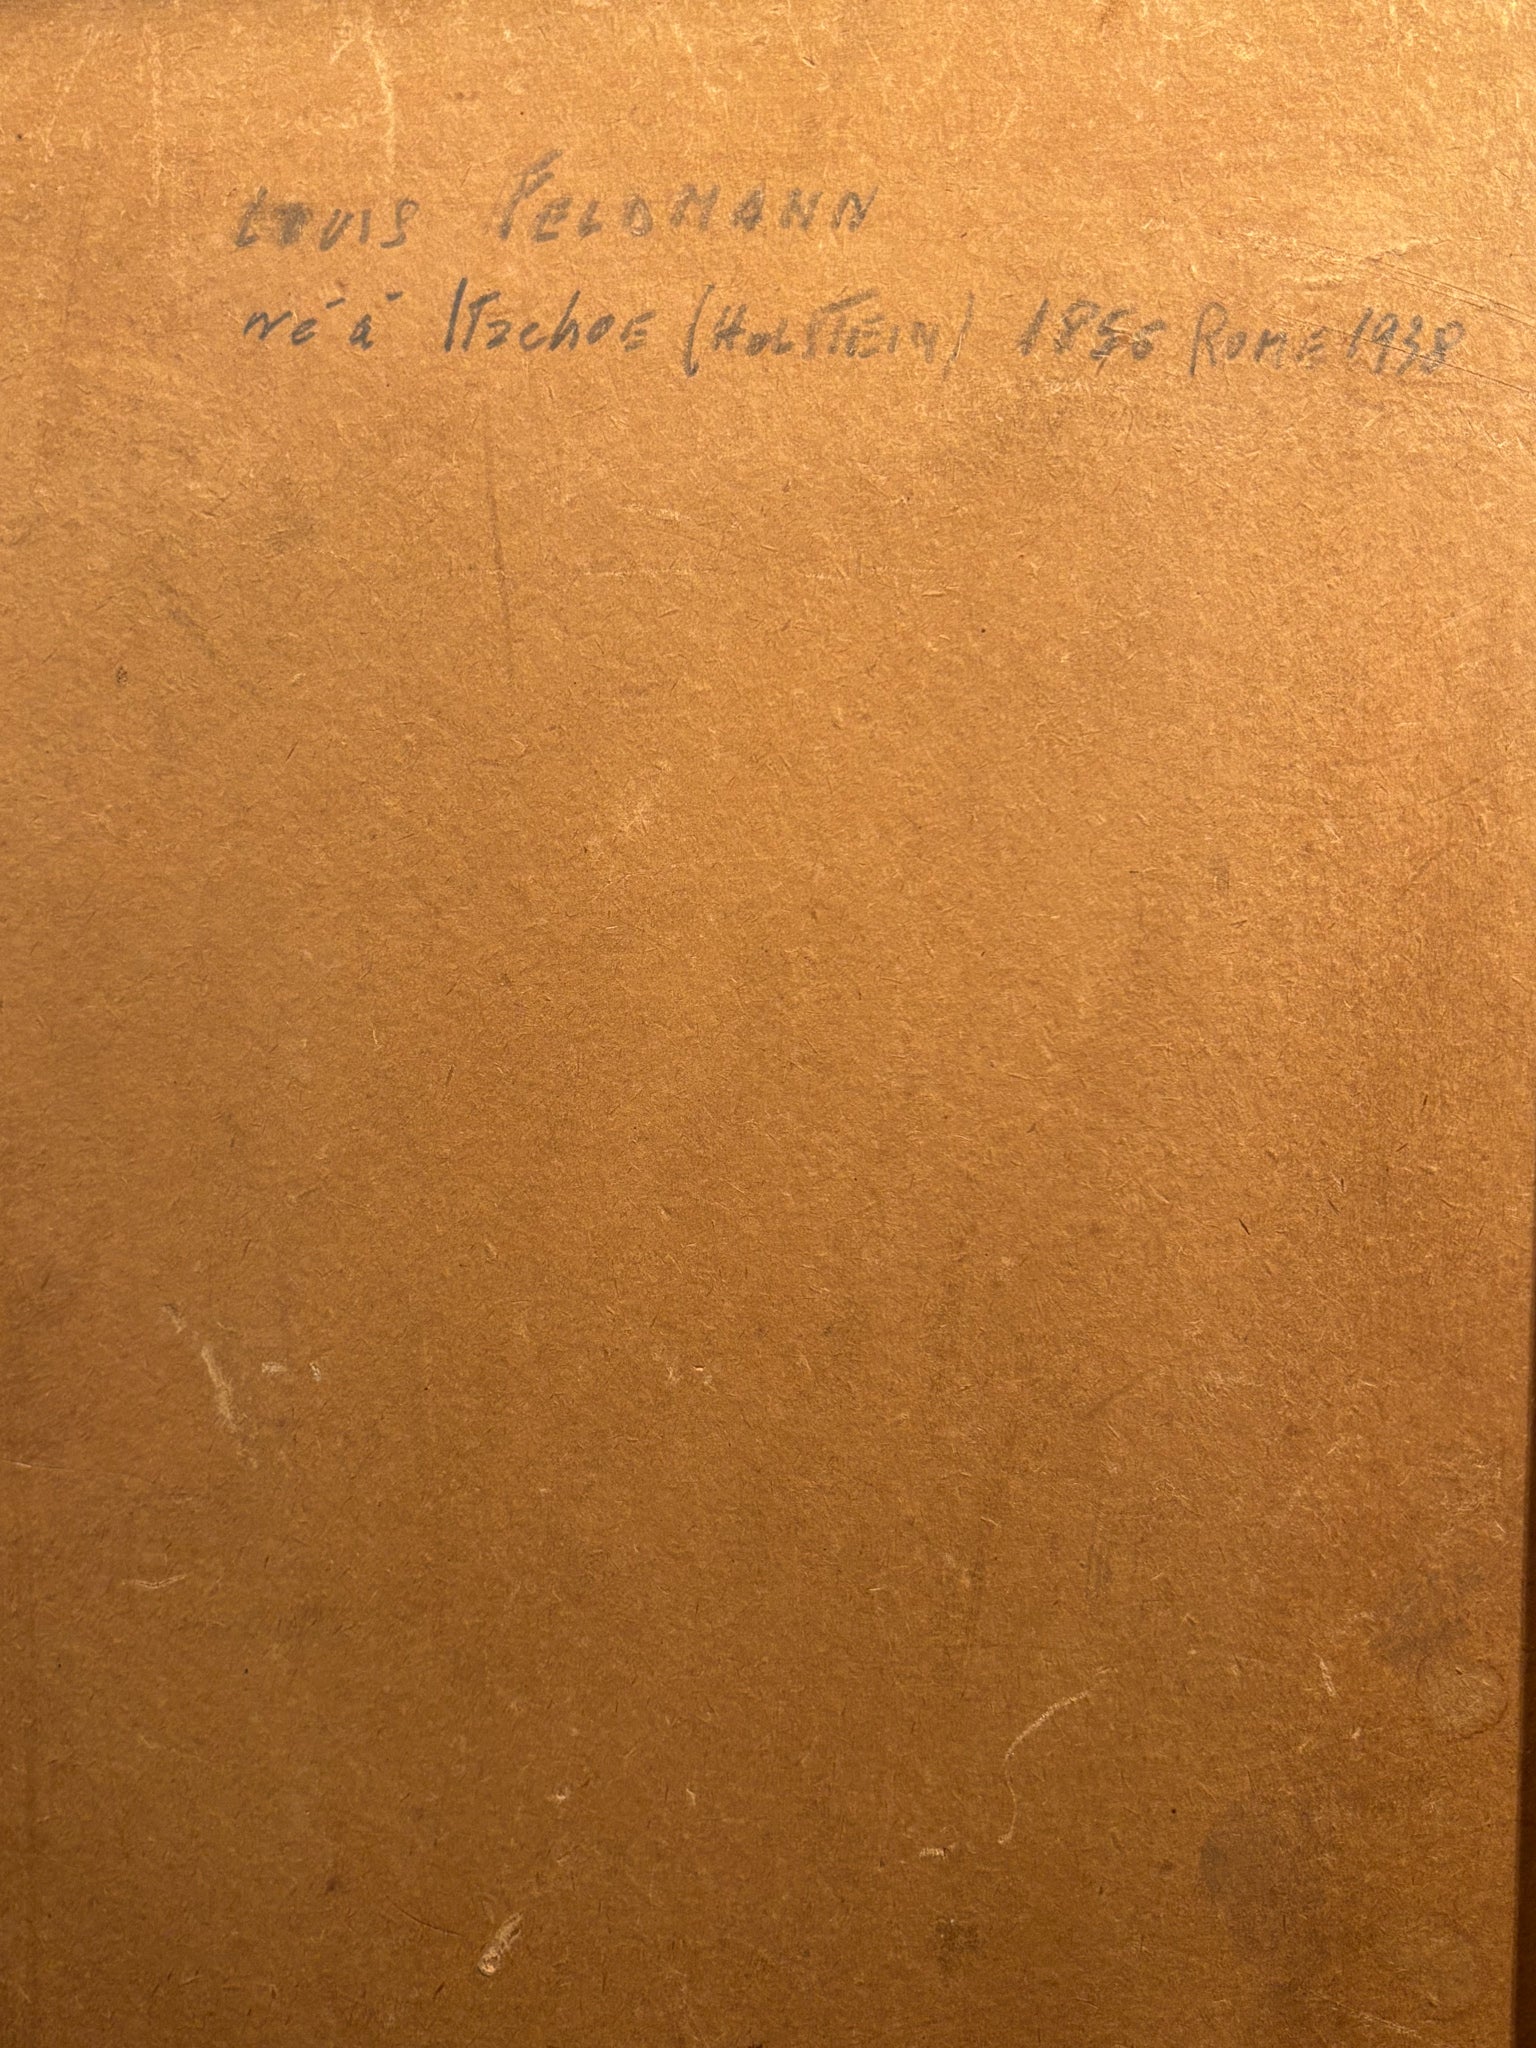 Louis FELDMANN
né á ITzehoE (HOLSTEIN) 1856 ROME 1938